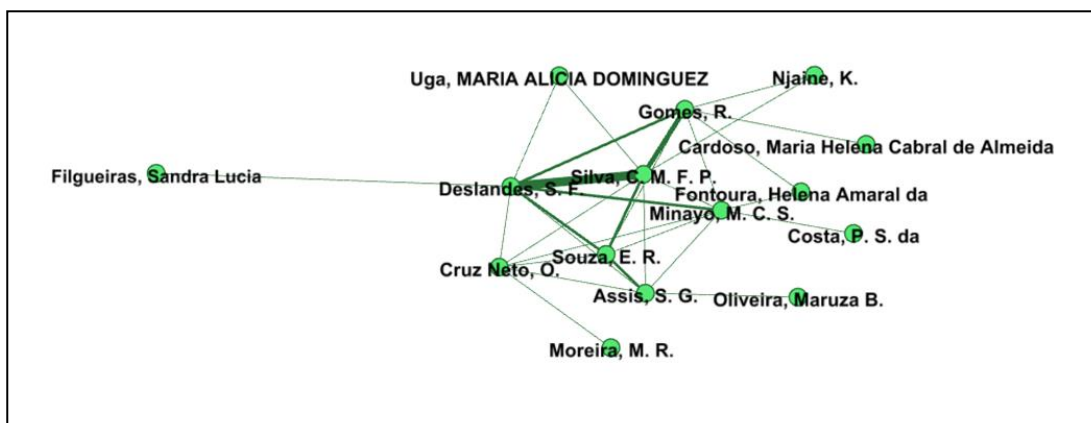 Uga, MARIA ALICIA DOMINGUEZ
Njaine, K.
Gomes, R.
Cardoso, Maria Helena Cabral de Almeida
Filgueiras, Sandra Lucia
Silva, C. M. F. P.
Deslandes, S. F.
Fontoura, Helena Amaral da
Minayo, M. C. S.
Costa, P. S. da
Souza, E. R.
Cruz Neto, O.
Assis, S. G.
Oliveira, Maruza B.
Moreira, M. R.